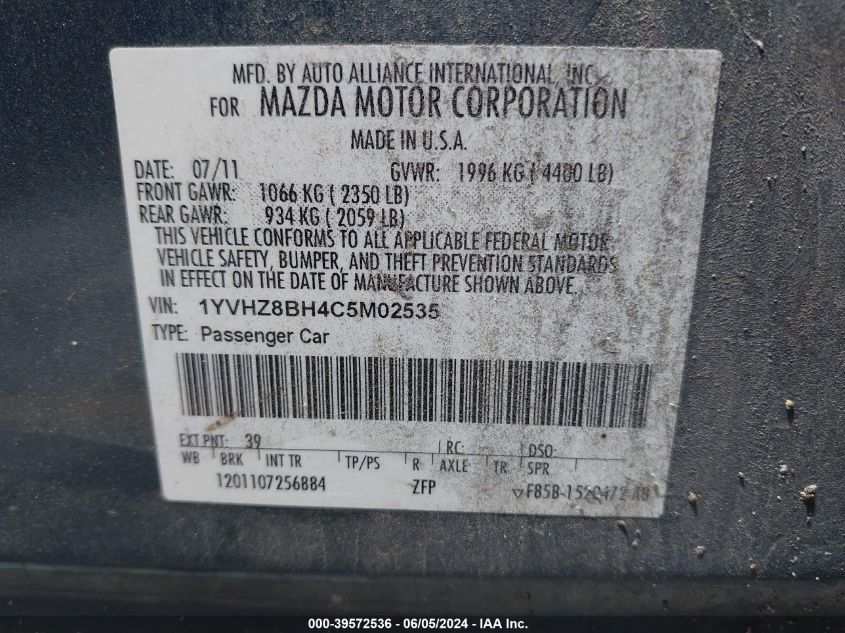 MFD. BY AUTO ALLIANCE INTERNATIONAL, INC
FOR MAZDA MOTOR CORPORATION
MADE IN U.S.A.
DATE: 07/11 GVWR: 1996 KG ( 4400 LB)
FRONT GAWR: 1066 KG ( 2350 LB)
REAR GAWR: 934 KG ( 2059 LB)
THIS VEHICLE CONFORMS TO ALL APPLICABLE FEDERAL MOTOR
VEHICLE SAFETY, BUMPER, AND THEFT PREVENTION STANDARDS
IN EFFECT ON THE DATE OF MANUFACTURE SHOWN ABOVE.
VIN: 1YVHZ8BH4C5M02535
TYPE: Passenger Car
EXT PNT: 39 RC: DSO:
WB BRK INT TR TP/PS R AXLE TR SPR
1201107256884 ZFP
000-39572536 - 06/05/2024 - IAA Inc.